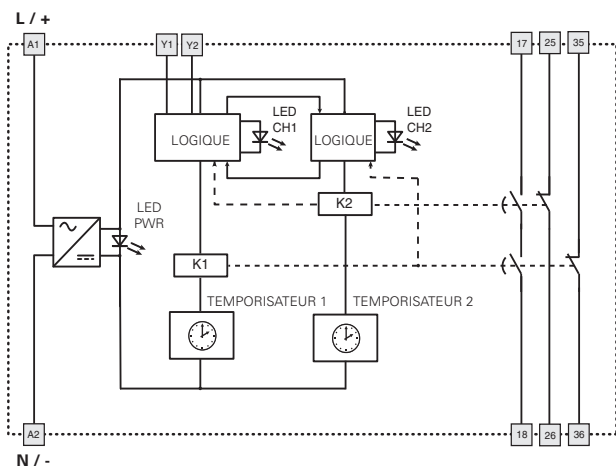 L / +
A1
Y1
Y2
17
25
35
LED
CH1
LED
CH2
LOGIQUE
LOGIQUE
K2
LED
PWR
K1
TEMPORISATEUR 1
TEMPORISATEUR 2
A2
18
26
36
N / -